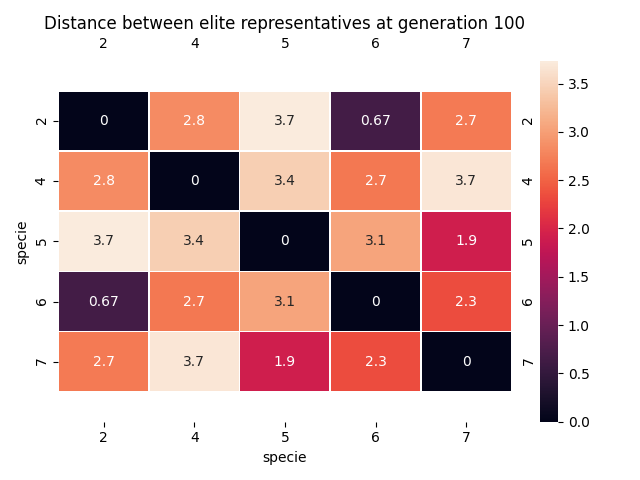 Distance between elite representatives at generation 100
2 4 5 6 7
2 0 2.8 3.7 0.67 2.7 2
4 2.8 0 3.4 2.7 3.7 4
5 3.7 3.4 0 3.1 1.9 5
6 0.67 2.7 3.1 0 2.3 6
7 2.7 3.7 1.9 2.3 0 7
specie
2 4 5 6 7
specie
3.5
3.0
2.5
2.0
1.5
1.0
0.5
0.0